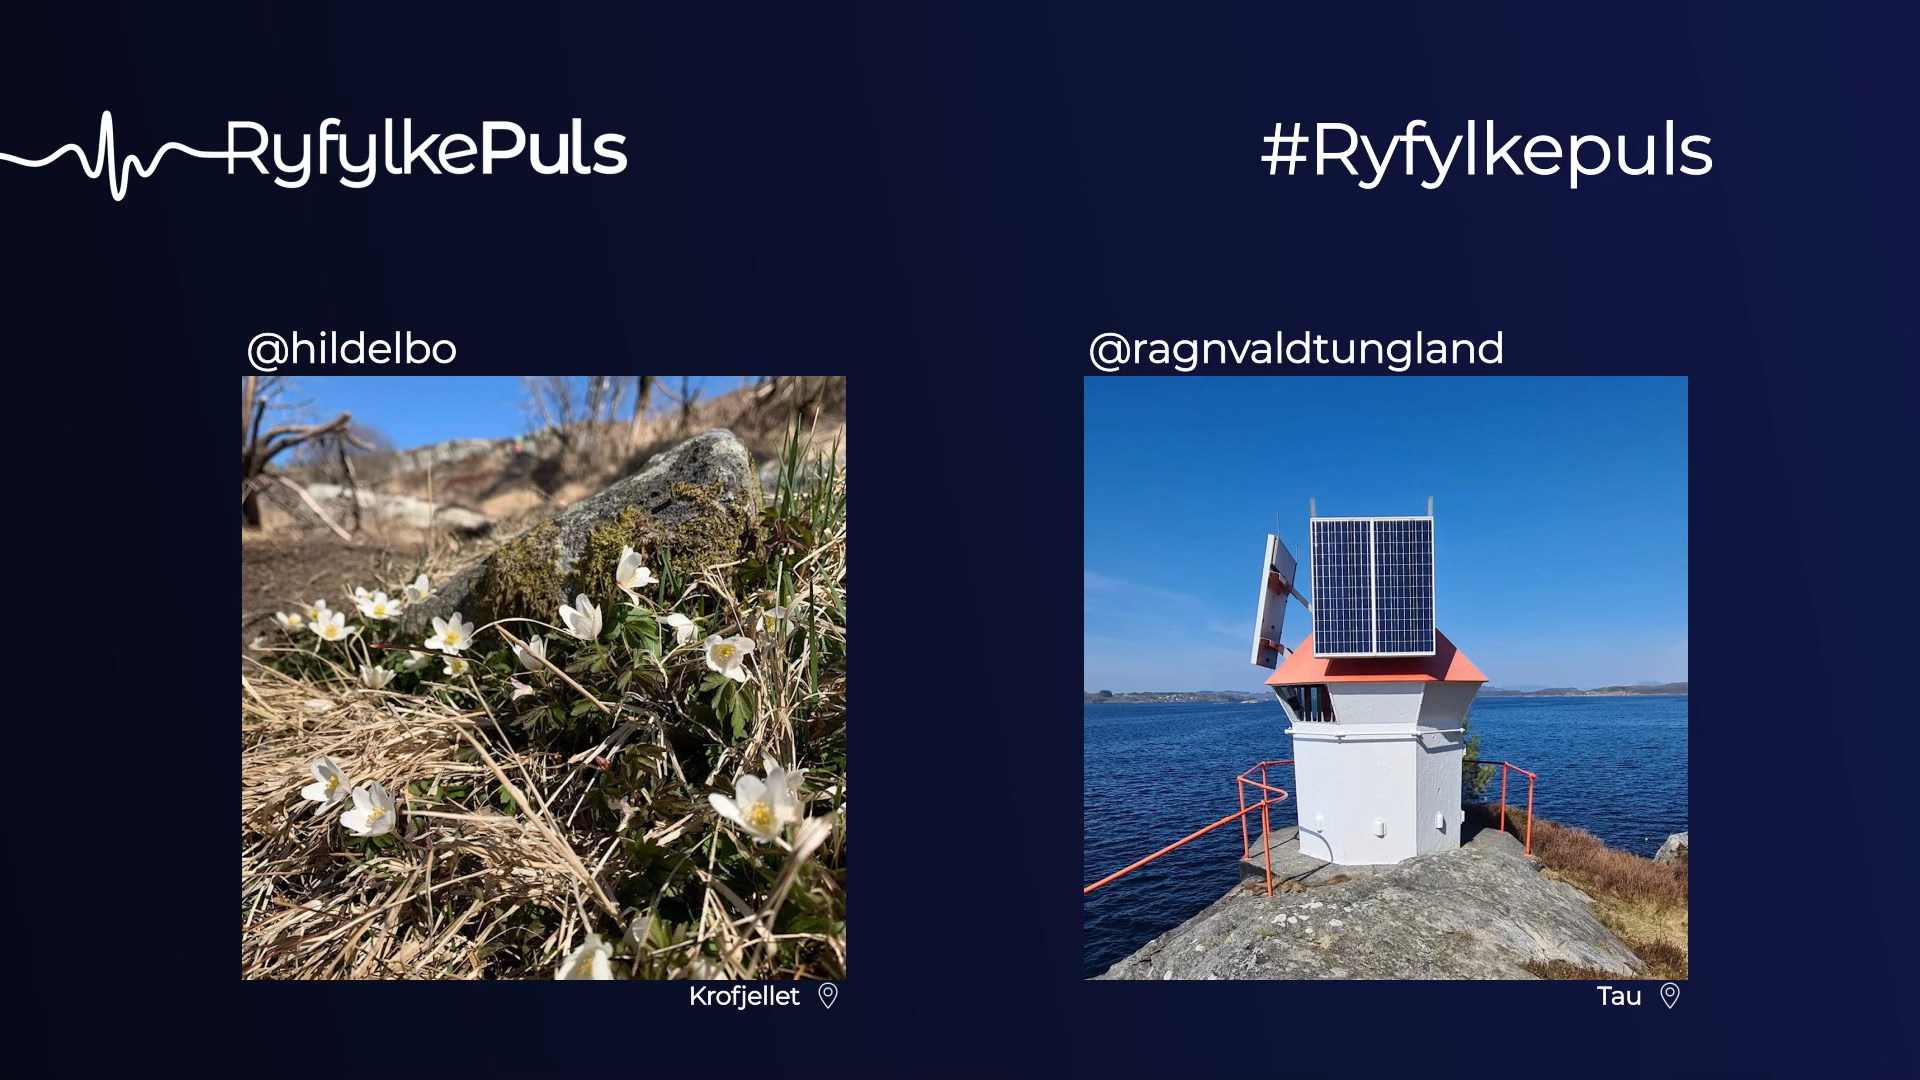 RyfylkePuls
#Ryfylkepuls
@hildelbo
@ragnvaldtungland
Krofjellet
Tau